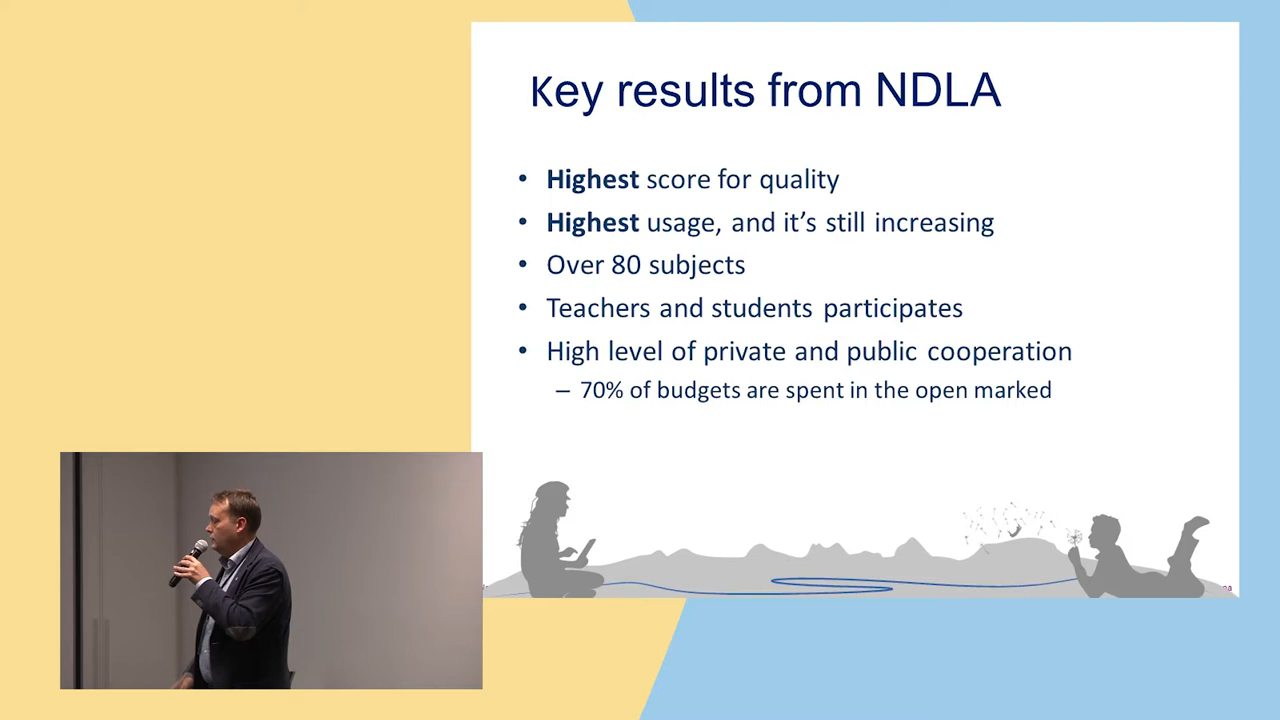 Key results from NDLA
• Highest score for quality
• Highest usage, and it's still increasing
• Over 80 subjects
• Teachers and students participates
• High level of private and public cooperation
– 70% of budgets are spent in the open marked